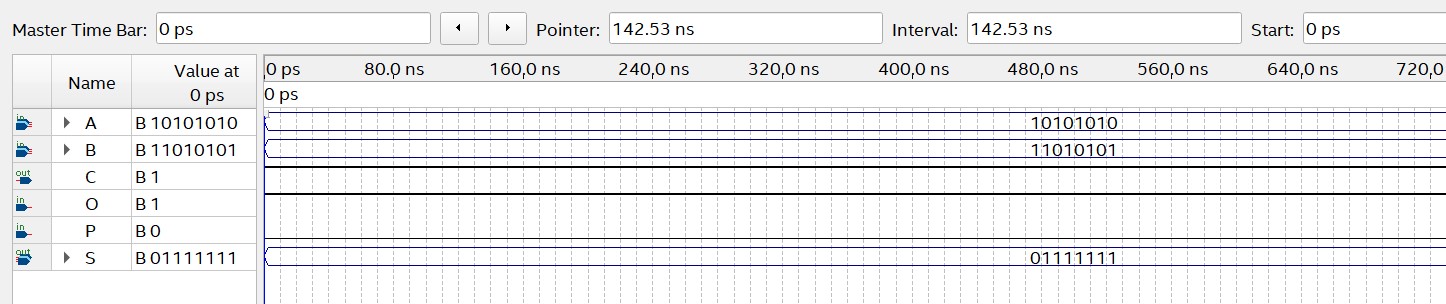 Master Time Bar: 0 ps Pointer: 142.53 ns Interval: 142.53 ns Start: 0 ps
Name Value at 0 ps
0 ps 80.0 ns 160,0 ns 240,0 ns 320,0 ns 400,0 ns 480,0 ns 560,0 ns 640,0 ns 720,0
0 ps
in A B 10101010 10101010
in B B 11010101 11010101
out C B 1
in O B 1
in P B 0
out S B 01111111 01111111